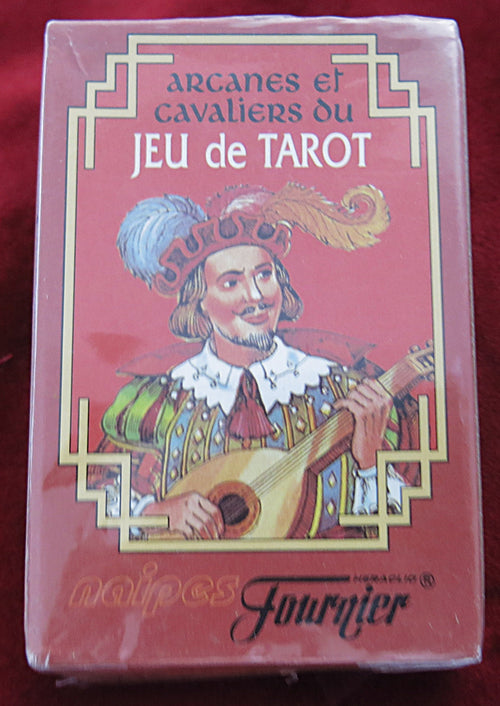 ARCANES ET
CAVALIERS DU
JEU de TAROT
naipes
HERACLIO
Fournier ®